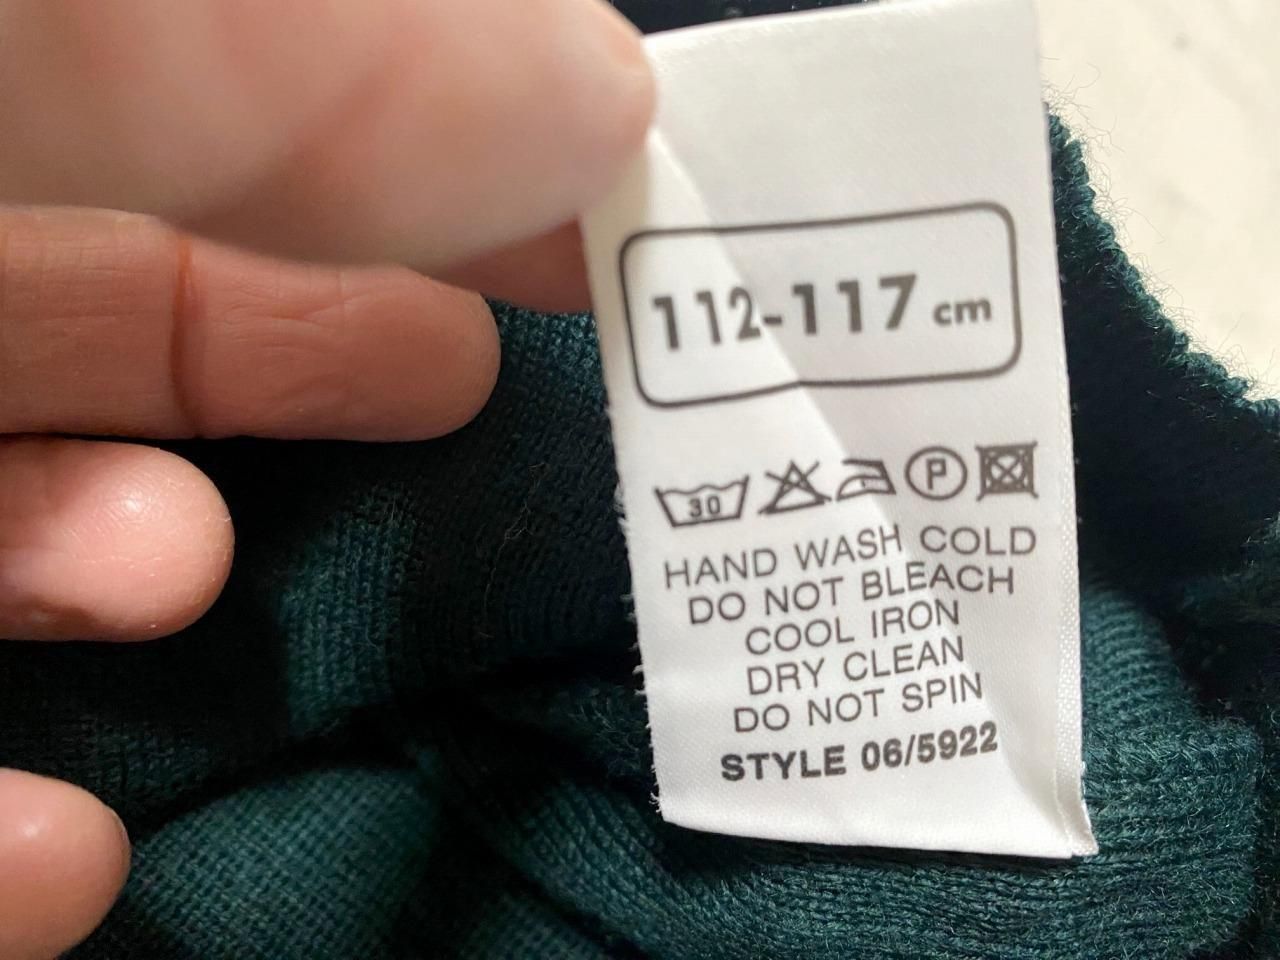 112-117 cm
30 P
HAND WASH COLD
DO NOT BLEACH
COOL IRON
DRY CLEAN
DO NOT SPIN
STYLE 06/5922